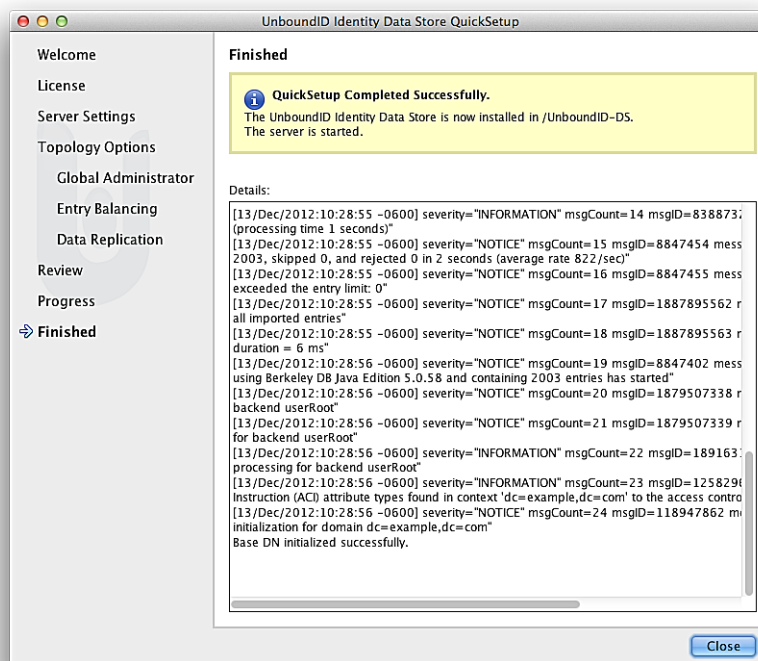 UnboundID Identity Data Store QuickSetup
Welcome
License
Server Settings
Topology Options
Global Administrator
Entry Balancing
Data Replication
Review
Progress
Finished
Finished
QuickSetup Completed Successfully.
The UnboundID Identity Data Store is now installed in /UnboundID-DS.
The server is started.
Details:
[13/Dec/2012:10:28:55 -0600] severity="INFORMATION" msgCount=14 msgID=8388732
(processing time 1 seconds)"
[13/Dec/2012:10:28:55 -0600] severity="NOTICE" msgCount=15 msgID=8847454 mess
2003, skipped 0, and rejected 0 in 2 seconds (average rate 822/sec)"
[13/Dec/2012:10:28:55 -0600] severity="NOTICE" msgCount=16 msgID=8847455 mess
exceeded the entry limit: 0"
[13/Dec/2012:10:28:55 -0600] severity="NOTICE" msgCount=17 msgID=1887895562 m
all imported entries"
[13/Dec/2012:10:28:55 -0600] severity="NOTICE" msgCount=18 msgID=1887895563 m
duration = 6 ms"
[13/Dec/2012:10:28:56 -0600] severity="NOTICE" msgCount=19 msgID=8847402 mess
using Berkeley DB Java Edition 5.0.58 and containing 2003 entries has started"
[13/Dec/2012:10:28:56 -0600] severity="NOTICE" msgCount=20 msgID=1879507338 m
backend userRoot"
[13/Dec/2012:10:28:56 -0600] severity="NOTICE" msgCount=21 msgID=1879507339 m
for backend userRoot"
[13/Dec/2012:10:28:56 -0600] severity="INFORMATION" msgCount=22 msgID=1891631
processing for backend userRoot"
[13/Dec/2012:10:28:56 -0600] severity="INFORMATION" msgCount=23 msgID=1258296
Instruction (ACI) attribute types found in context 'dc=example,dc=com' to the access contro
[13/Dec/2012:10:28:56 -0600] severity="NOTICE" msgCount=24 msgID=118947862 me
initialization for domain dc=example,dc=com"
Base DN initialized successfully.
Close